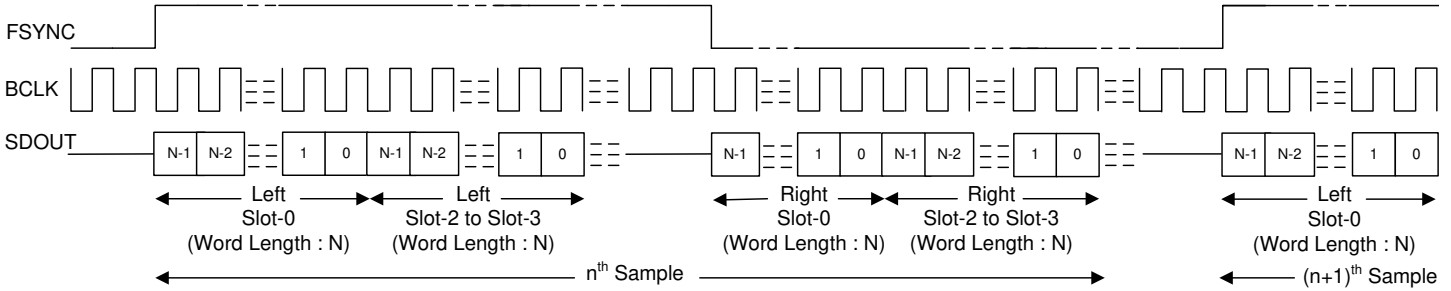 FSYNC
BCLK
SDOUT
N-1 N-2 1 0 N-1 N-2 1 0 N-1 1 0 N-1 N-2 1 0 N-1 N-2 1 0
Left Left Right Right Left
Slot-0 Slot-2 to Slot-3 Slot-0 Slot-2 to Slot-3 Slot-0
(Word Length : N) (Word Length : N) (Word Length : N) (Word Length : N) (Word Length : N)
nth Sample (n+1)th Sample